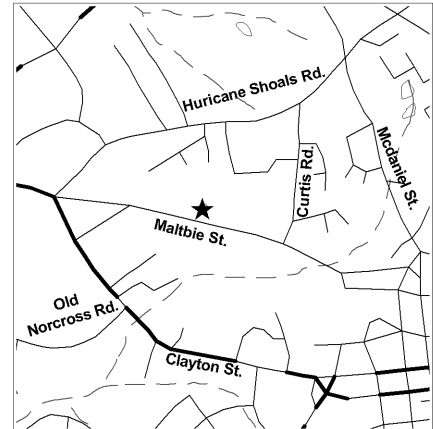 Huricane Shoals Rd.
Mcdaniel St.
Curtis Rd.
Maltbie St.
Old
Norcross Rd.
Clayton St.